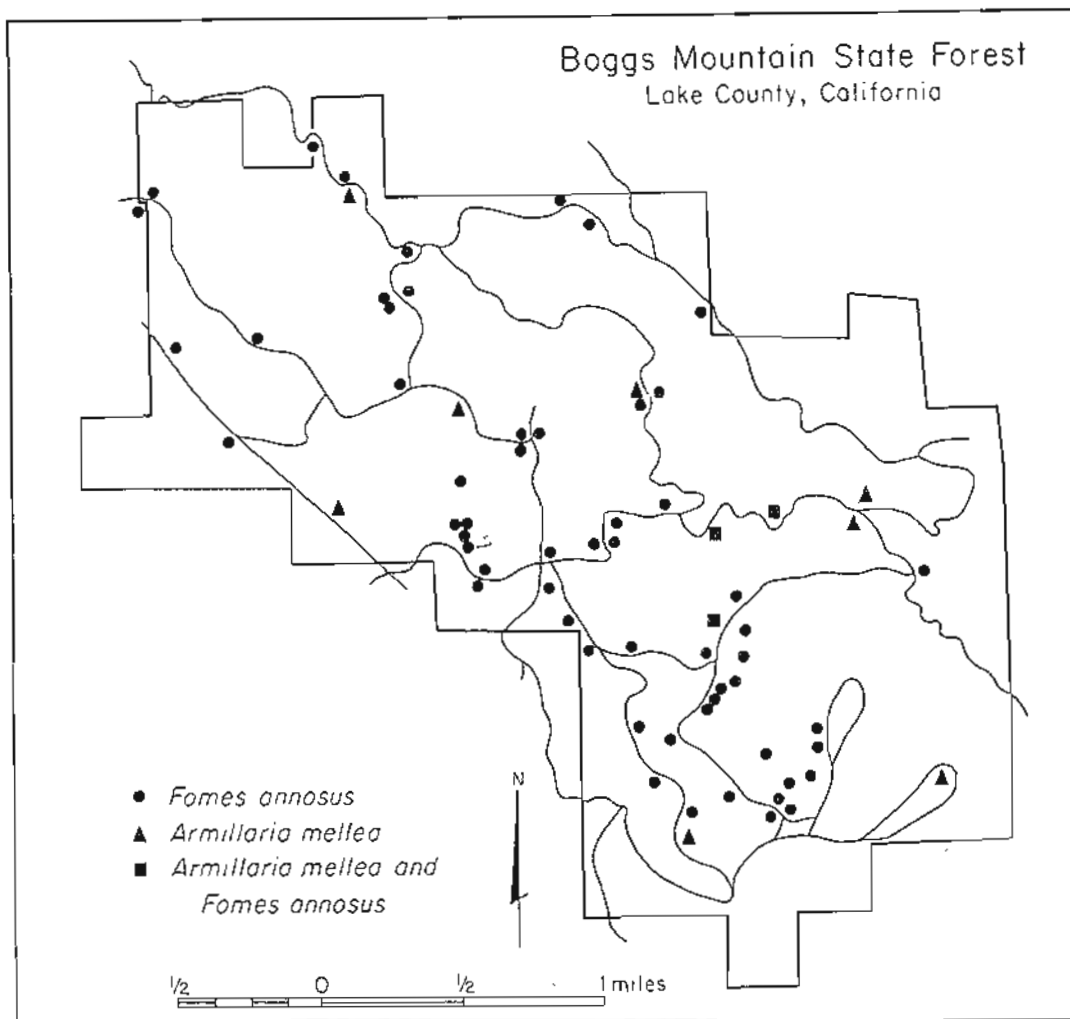 Boggs Mountain State Forest
Lake County, California
N
● Fomes annosus
▲ Armillaria mellea
■ Armillaria mellea and
Fomes annosus
1/2 0 1/2 1 miles